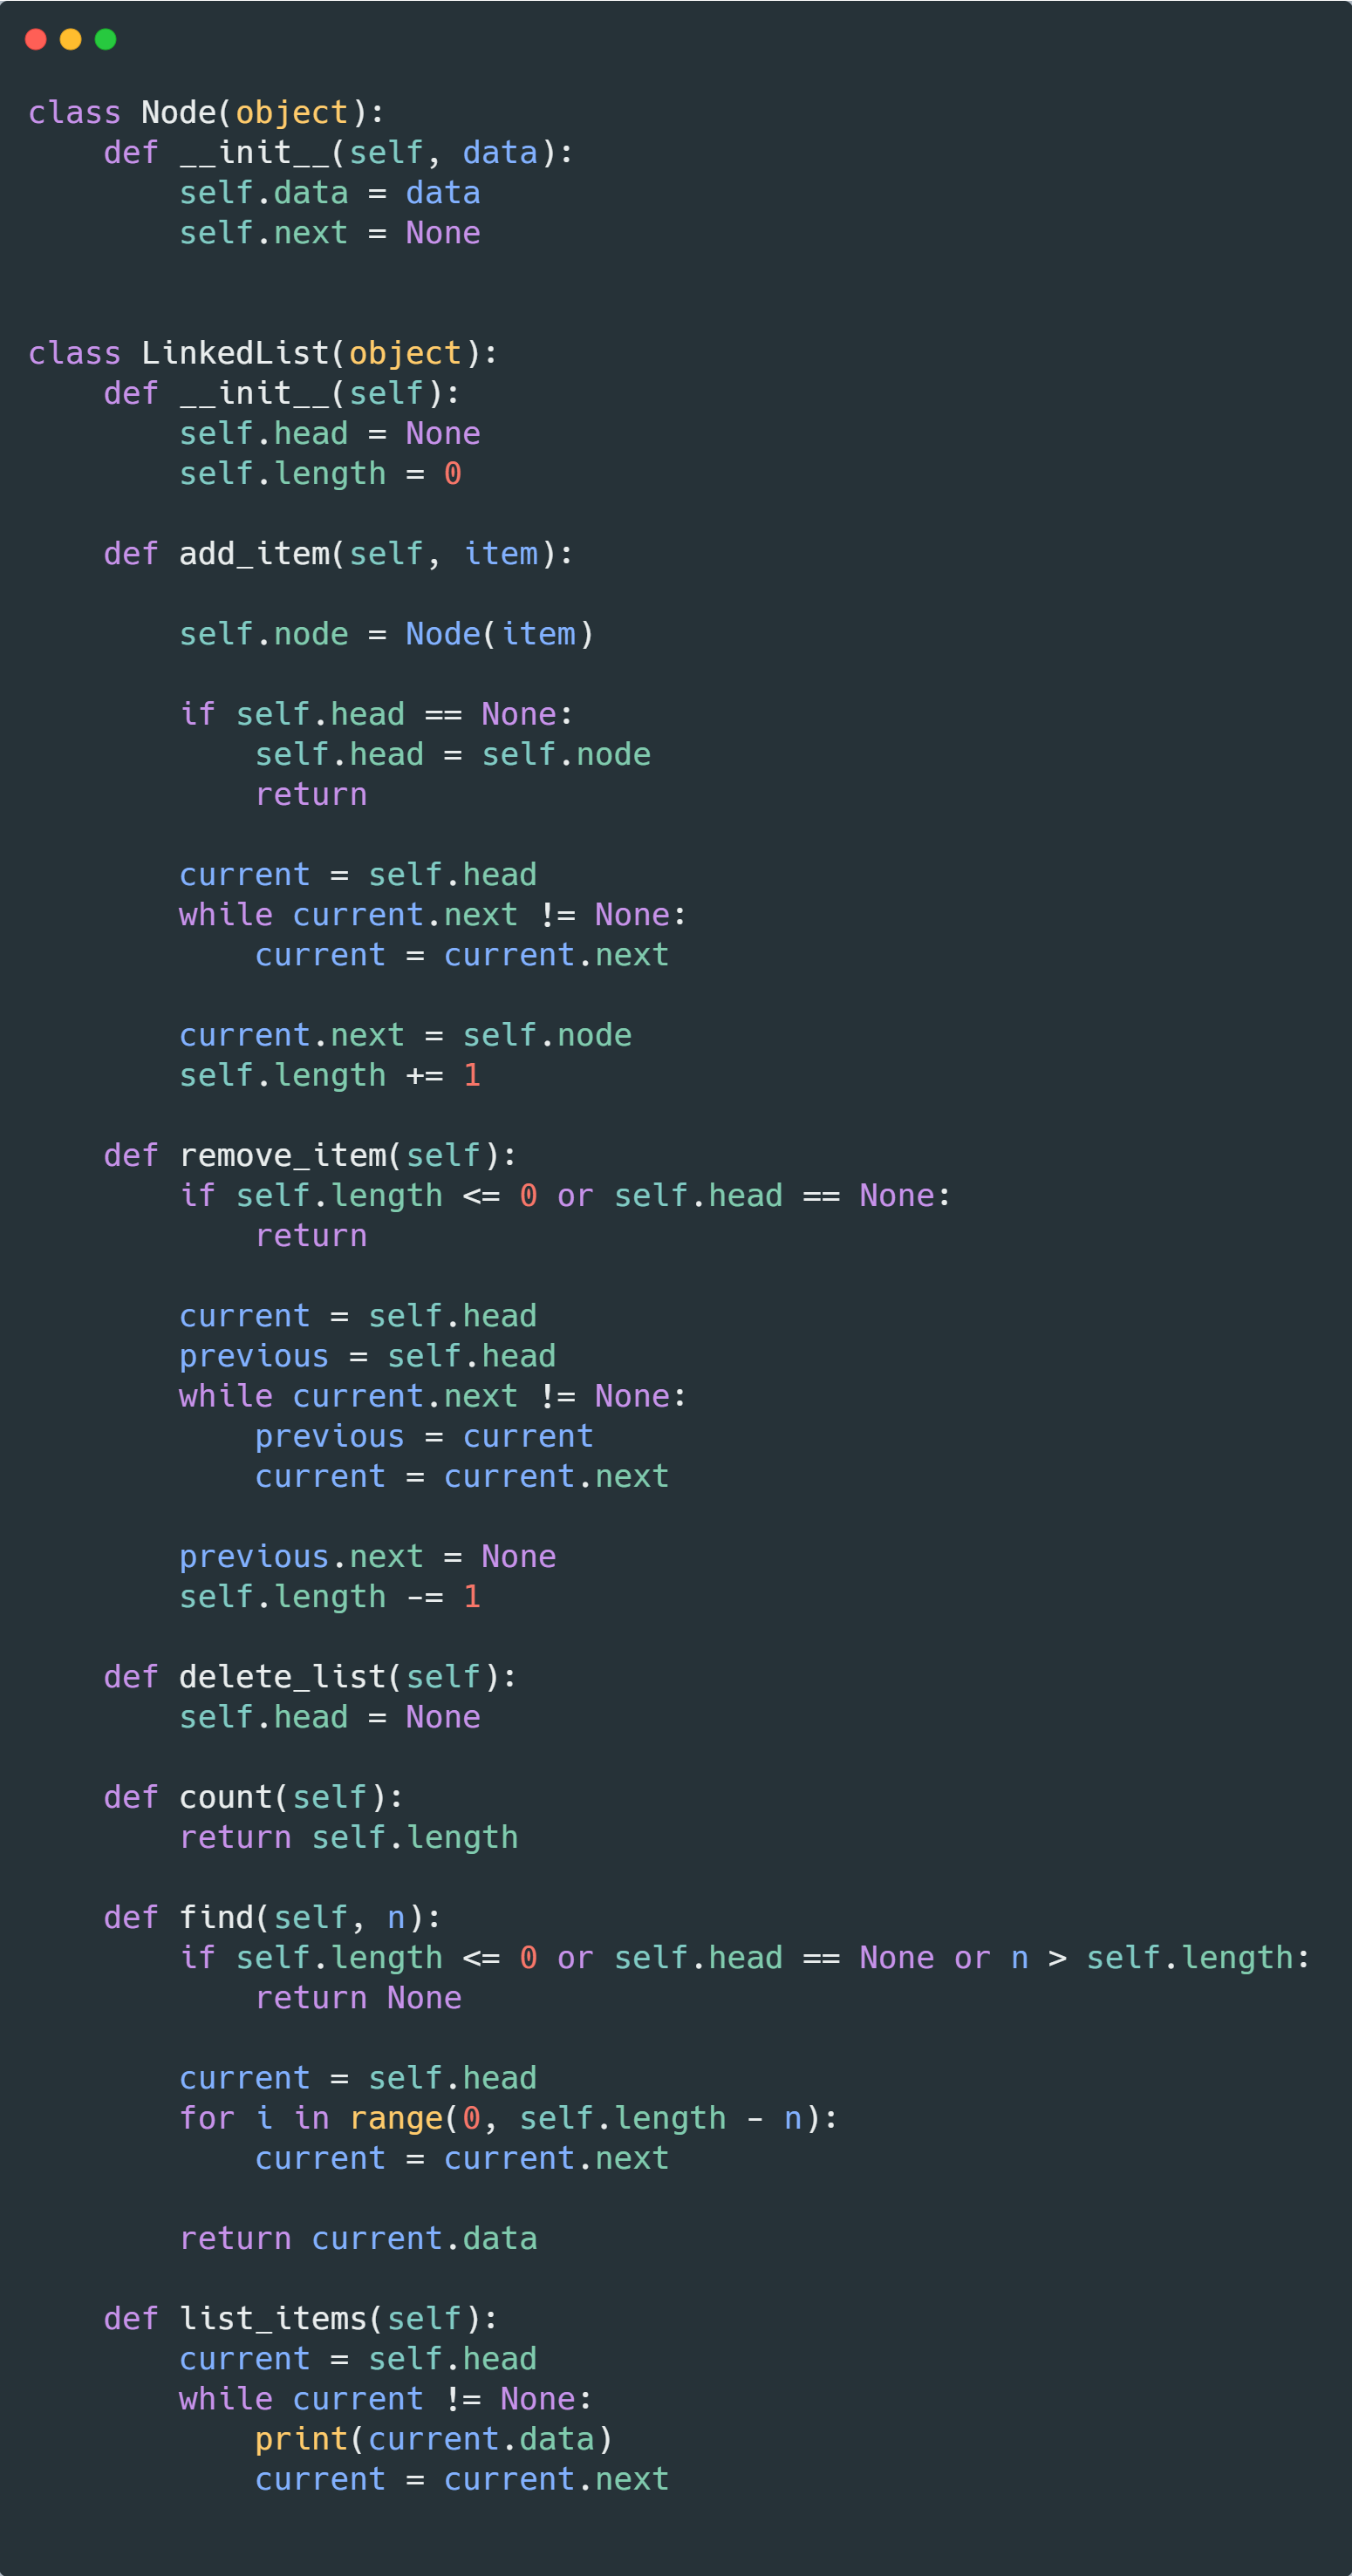 class Node(object):
    def __init__(self, data):
        self.data = data
        self.next = None


class LinkedList(object):
    def __init__(self):
        self.head = None
        self.length = 0

    def add_item(self, item):

        self.node = Node(item)

        if self.head == None:
            self.head = self.node
            return

        current = self.head
        while current.next != None:
            current = current.next

        current.next = self.node
        self.length += 1

    def remove_item(self):
        if self.length <= 0 or self.head == None:
            return

        current = self.head
        previous = self.head
        while current.next != None:
            previous = current
            current = current.next

        previous.next = None
        self.length -= 1

    def delete_list(self):
        self.head = None

    def count(self):
        return self.length

    def find(self, n):
        if self.length <= 0 or self.head == None or n > self.length:
            return None

        current = self.head
        for i in range(0, self.length - n):
            current = current.next

        return current.data

    def list_items(self):
        current = self.head
        while current != None:
            print(current.data)
            current = current.next